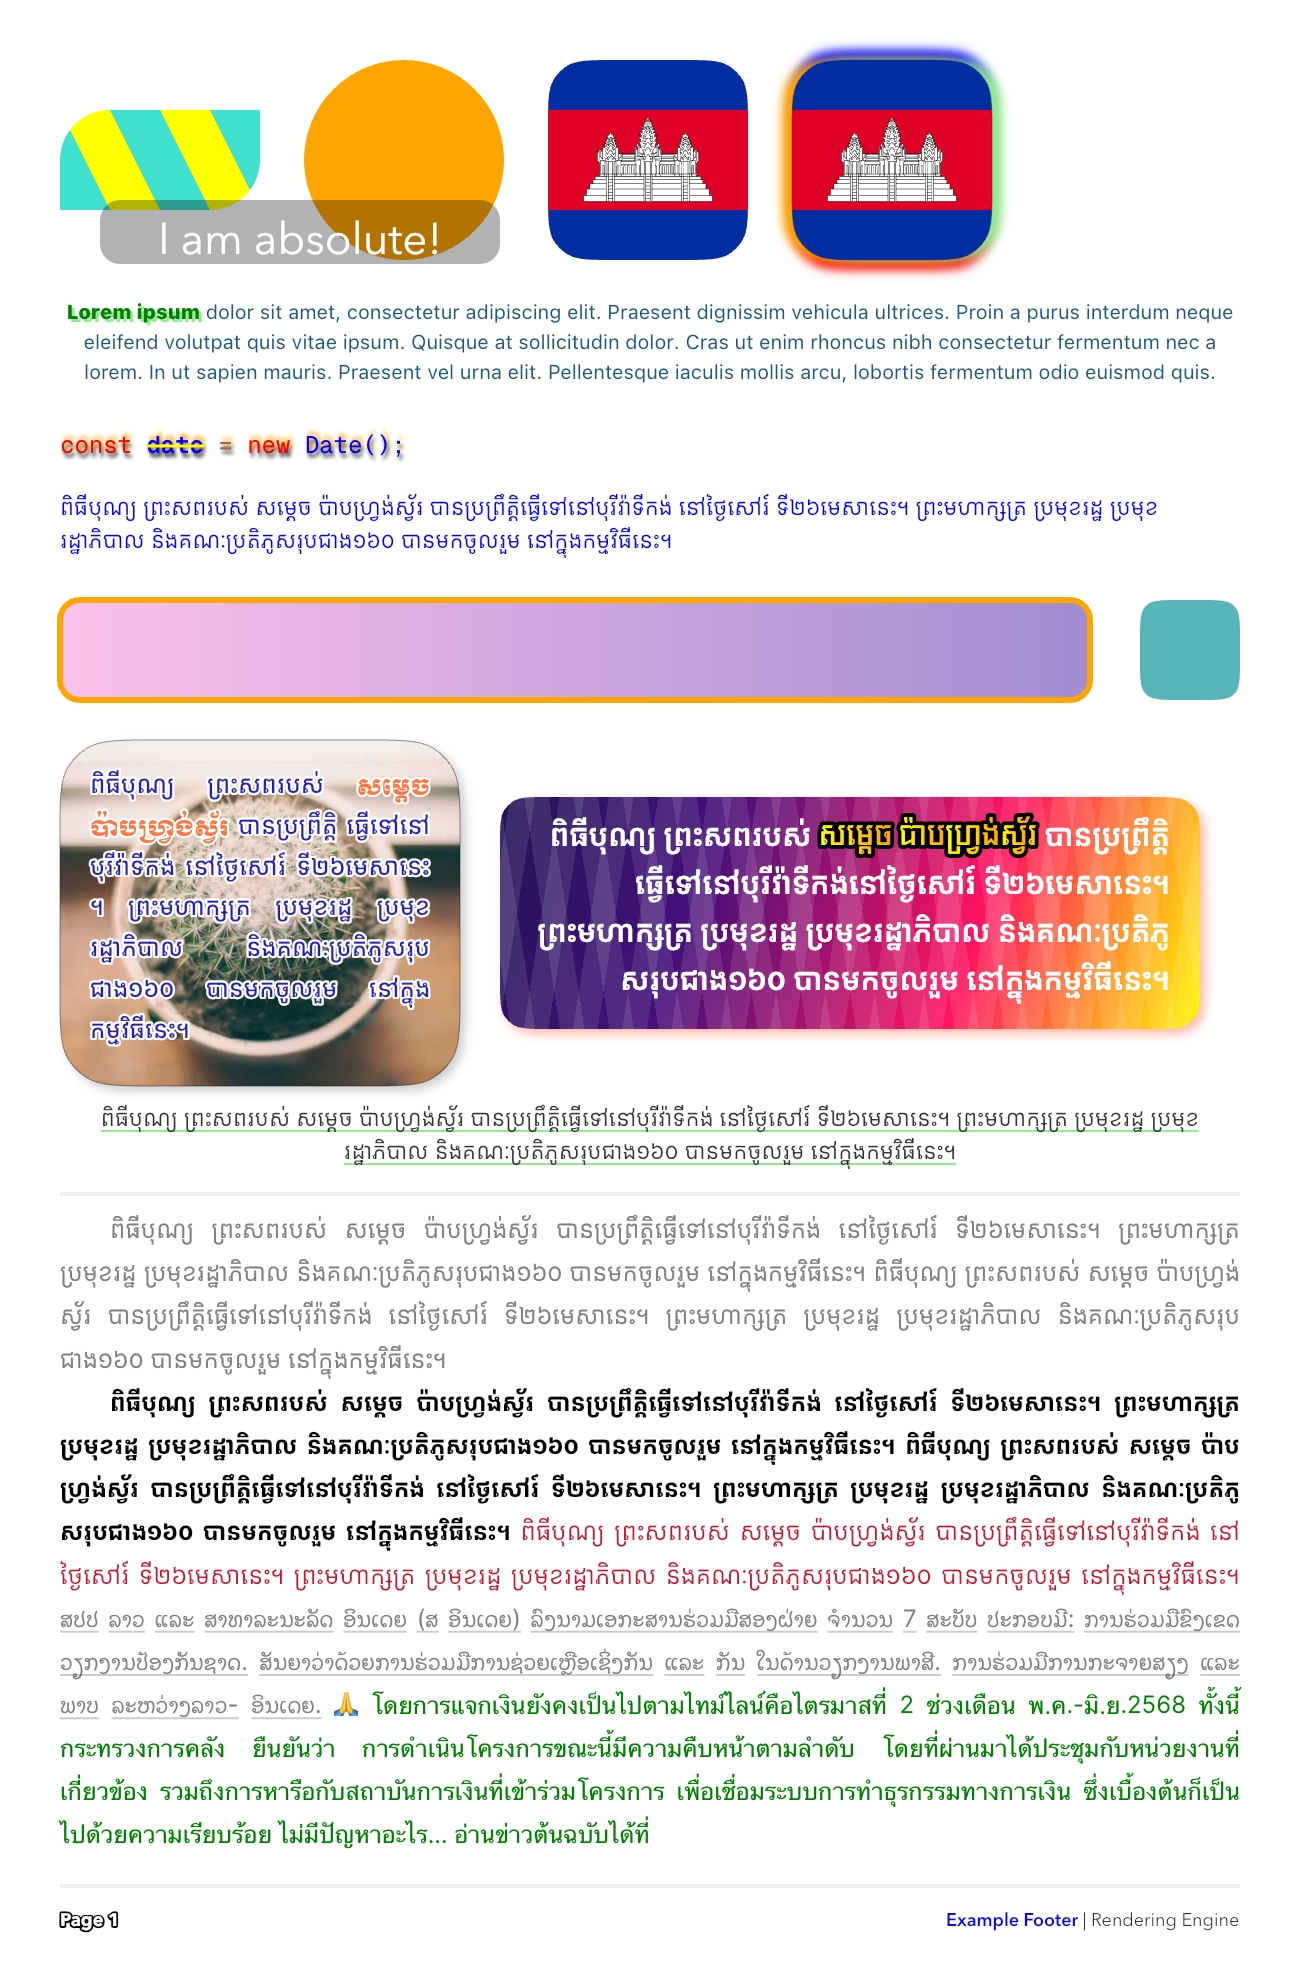 I am absolute!
Lorem ipsum dolor sit amet, consectetur adipiscing elit. Praesent dignissim vehicula ultrices. Proin a purus interdum neque
eleifend volutpat quis vitae ipsum. Quisque at sollicitudin dolor. Cras ut enim rhoncus nibh consectetur fermentum nec a
lorem. In ut sapien mauris. Praesent vel urna elit. Pellentesque iaculis mollis arcu, lobortis fermentum odio euismod quis.
const date = new Date();
ពិធីបុណ្យ ព្រះសពរបស់ សម្តេច ប៉ាបហ្វ្រង់ស្វ័រ បានប្រព្រឹត្តិធ្វើទៅនៅបុរីវ៉ាទីកង់ នៅថ្ងៃសៅរ៍ ទី២៦មេសានេះ។ ព្រះមហាក្សត្រ ប្រមុខរដ្ឋ ប្រមុខ
រដ្ឋាភិបាល និងគណៈប្រតិភូសរុបជាង១៦០ បានមកចូលរួម នៅក្នុងកម្មវិធីនេះ។
ពិធីបុណ្យ ព្រះសពរបស់ សម្តេច
ប៉ាបហ្វ្រង់ស្វ័រ បានប្រព្រឹត្តិ ធ្វើទៅនៅ
បុរីវ៉ាទីកង់ នៅថ្ងៃសៅរ៍ ទី២៦មេសានេះ
។ ព្រះមហាក្សត្រ ប្រមុខរដ្ឋ ប្រមុខ
រដ្ឋាភិបាល និងគណៈប្រតិភូសរុប
ជាង១៦០ បានមកចូលរួម នៅក្នុង
កម្មវិធីនេះ។
ពិធីបុណ្យ ព្រះសពរបស់ សម្តេច ប៉ាបហ្វ្រង់ស្វ័រ បានប្រព្រឹត្តិ
ធ្វើទៅនៅបុរីវ៉ាទីកង់នៅថ្ងៃសៅរ៍ ទី២៦មេសានេះ។
ព្រះមហាក្សត្រ ប្រមុខរដ្ឋ ប្រមុខរដ្ឋាភិបាល និងគណៈប្រតិភូ
សរុបជាង១៦០ បានមកចូលរួម នៅក្នុងកម្មវិធីនេះ។
ពិធីបុណ្យ ព្រះសពរបស់ សម្តេច ប៉ាបហ្វ្រង់ស្វ័រ បានប្រព្រឹត្តិធ្វើទៅនៅបុរីវ៉ាទីកង់ នៅថ្ងៃសៅរ៍ ទី២៦មេសានេះ។ ព្រះមហាក្សត្រ ប្រមុខរដ្ឋ ប្រមុខ
រដ្ឋាភិបាល និងគណៈប្រតិភូសរុបជាង១៦០ បានមកចូលរួម នៅក្នុងកម្មវិធីនេះ។
ពិធីបុណ្យ ព្រះសពរបស់ សម្តេច ប៉ាបហ្វ្រង់ស្វ័រ បានប្រព្រឹត្តិធ្វើទៅនៅបុរីវ៉ាទីកង់ នៅថ្ងៃសៅរ៍ ទី២៦មេសានេះ។ ព្រះមហាក្សត្រ
ប្រមុខរដ្ឋ ប្រមុខរដ្ឋាភិបាល និងគណៈប្រតិភូសរុបជាង១៦០ បានមកចូលរួម នៅក្នុងកម្មវិធីនេះ។ ពិធីបុណ្យ ព្រះសពរបស់ សម្តេច ប៉ាបហ្វ្រង់
ស្វ័រ បានប្រព្រឹត្តិធ្វើទៅនៅបុរីវ៉ាទីកង់ នៅថ្ងៃសៅរ៍ ទី២៦មេសានេះ។ ព្រះមហាក្សត្រ ប្រមុខរដ្ឋ ប្រមុខរដ្ឋាភិបាល និងគណៈប្រតិភូសរុប
ជាង១៦០ បានមកចូលរួម នៅក្នុងកម្មវិធីនេះ។
ពិធីបុណ្យ ព្រះសពរបស់ សម្តេច ប៉ាបហ្វ្រង់ស្វ័រ បានប្រព្រឹត្តិធ្វើទៅនៅបុរីវ៉ាទីកង់ នៅថ្ងៃសៅរ៍ ទី២៦មេសានេះ។ ព្រះមហាក្សត្រ
ប្រមុខរដ្ឋ ប្រមុខរដ្ឋាភិបាល និងគណៈប្រតិភូសរុបជាង១៦០ បានមកចូលរួម នៅក្នុងកម្មវិធីនេះ។ ពិធីបុណ្យ ព្រះសពរបស់ សម្តេច ប៉ាប
ហ្វ្រង់ស្វ័រ បានប្រព្រឹត្តិធ្វើទៅនៅបុរីវ៉ាទីកង់ នៅថ្ងៃសៅរ៍ ទី២៦មេសានេះ។ ព្រះមហាក្សត្រ ប្រមុខរដ្ឋ ប្រមុខរដ្ឋាភិបាល និងគណៈប្រតិភូ
សរុបជាង១៦០ បានមកចូលរួម នៅក្នុងកម្មវិធីនេះ។ ពិធីបុណ្យ ព្រះសពរបស់ សម្តេច ប៉ាបហ្វ្រង់ស្វ័រ បានប្រព្រឹត្តិធ្វើទៅនៅបុរីវ៉ាទីកង់ នៅ
ថ្ងៃសៅរ៍ ទី២៦មេសានេះ។ ព្រះមហាក្សត្រ ប្រមុខរដ្ឋ ប្រមុខរដ្ឋាភិបាល និងគណៈប្រតិភូសរុបជាង១៦០ បានមកចូលរួម នៅក្នុងកម្មវិធីនេះ។
ສປປ ລາວ ແລະ ສາທາລະນະລັດ ອິນເດຍ (ສ ອິນເດຍ) ລົງນາມເອກະສານຮ່ວມມືສອງຝ່າຍ ຈໍານວນ 7 ສະບັບ ປະກອບມີ: ການຮ່ວມມືຂົງເຂດ
ວຽກງານປ້ອງກັນຊາດ. ສັນຍາວ່າດ້ວຍການຮ່ວມມືການຊ່ວຍເຫຼືອເຊິ່ງກັນ ແລະ ກັນ ໃນດ້ານວຽກງານພາສີ. ການຮ່ວມມືການກະຈາຍສຽງ ແລະ
ພາບ ລະຫວ່າງລາວ- ອິນເດຍ. 🙏 โดยการแจกเงินยังคงเป็นไปตามไทม์ไลน์คือไตรมาสที่ 2 ช่วงเดือน พ.ค.-มิ.ย.2568 ทั้งนี้
กระทรวงการคลัง ยืนยันว่า การดำเนินโครงการขณะนี้มีความคืบหน้าตามลำดับ โดยที่ผ่านมาได้ประชุมกับหน่วยงานที่
เกี่ยวข้อง รวมถึงการหารือกับสถาบันการเงินที่เข้าร่วมโครงการ เพื่อเชื่อมระบบการทำธุรกรรมทางการเงิน ซึ่งเบื้องต้นก็เป็น
ไปด้วยความเรียบร้อย ไม่มีปัญหาอะไร... อ่านข่าวต้นฉบับได้ที่
Page 1
Example Footer | Rendering Engine